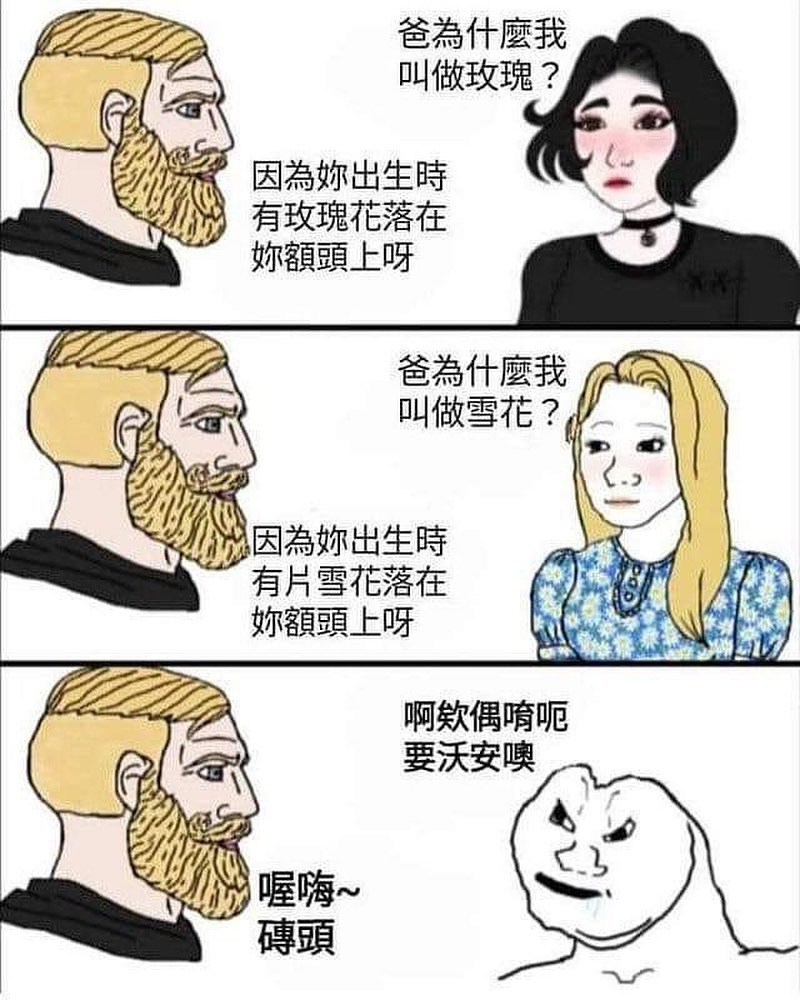 爸為什麼我
叫做玫瑰？
因為妳出生時
有玫瑰花落在
妳額頭上呀
爸為什麼我
叫做雪花？
因為妳出生時
有片雪花落在
妳額頭上呀
啊欸偶唷呃
要沃安噢
喔嗨~
磚頭